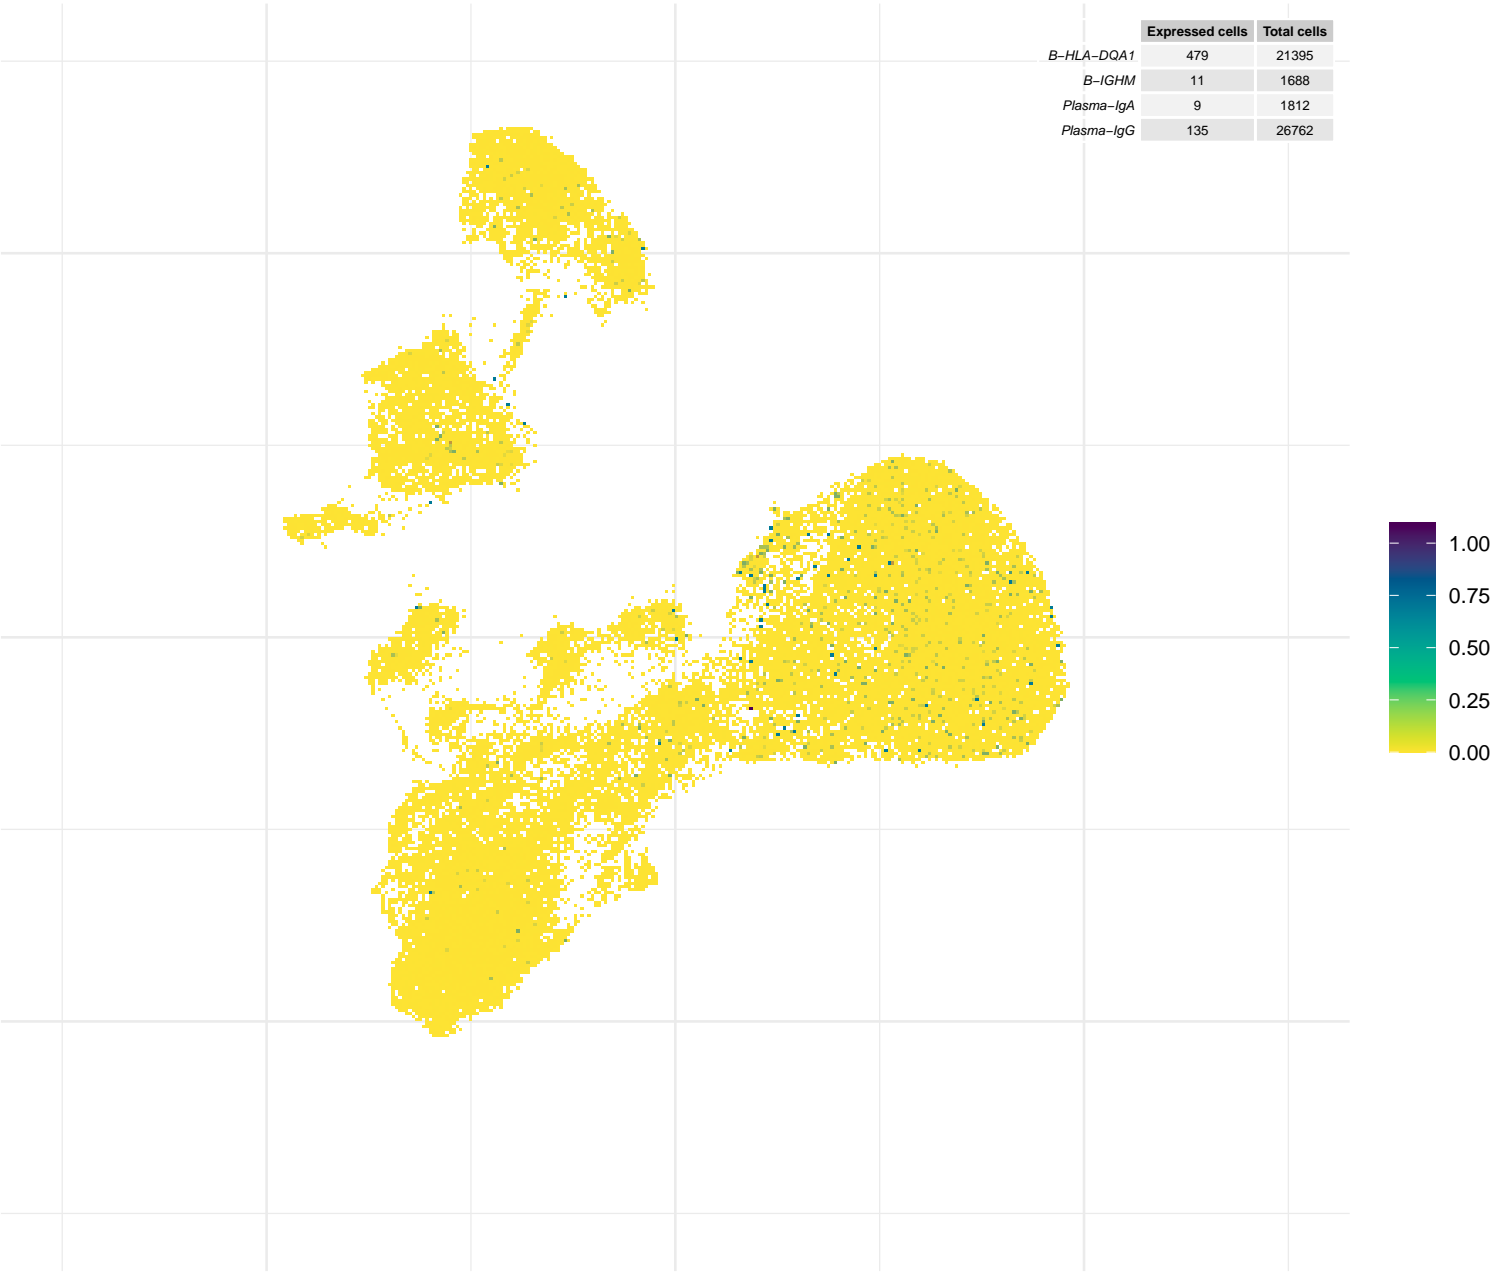 Expressed cells Total cells
B−HLA−DQA1 479 21395
B−IGHM 11 1688
Plasma−IgA 9 1812
Plasma−IgG 135 26762
1.00
0.75
0.50
0.25
0.00